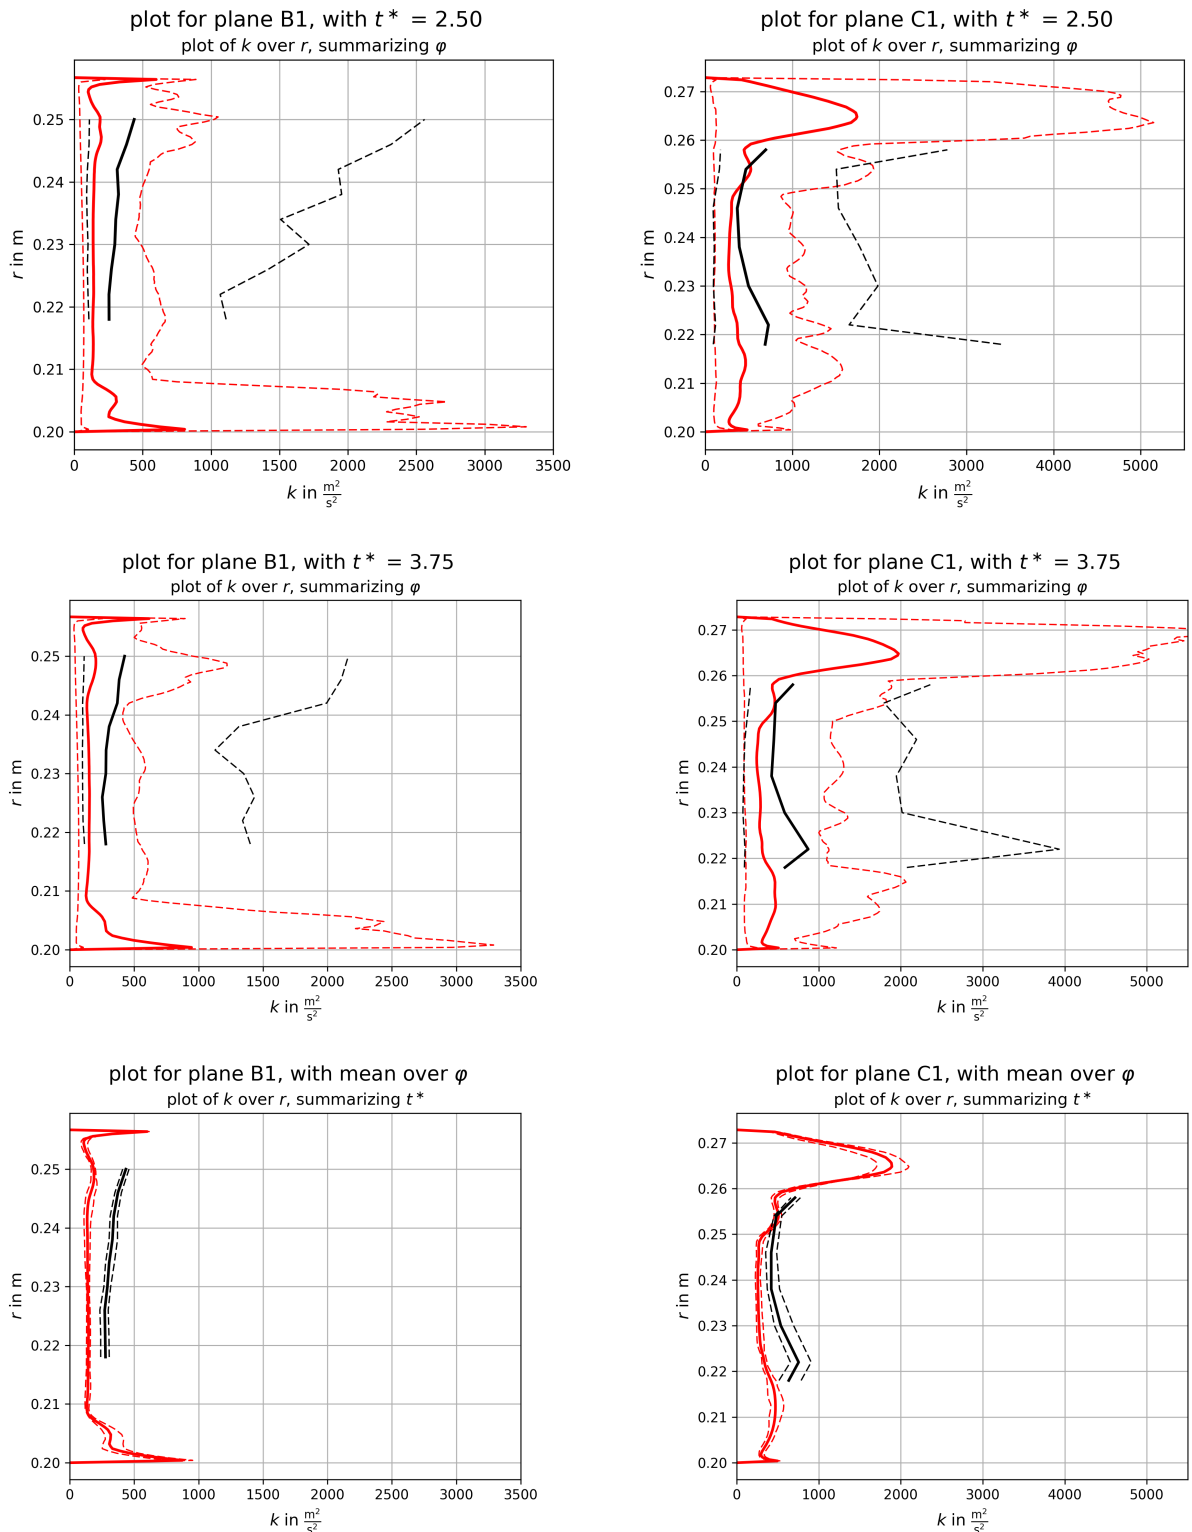 plot for plane B1, with t* = 2.50
plot of k over r, summarizing φ
0.25
0.24
0.23
0.22
0.21
0.20
r in m
0 500 1000 1500 2000 2500 3000 3500
k in m²/s²
plot for plane C1, with t* = 2.50
plot of k over r, summarizing φ
0.27
0.26
0.25
0.24
0.23
0.22
0.21
0.20
r in m
0 1000 2000 3000 4000 5000
k in m²/s²
plot for plane B1, with t* = 3.75
plot of k over r, summarizing φ
0.25
0.24
0.23
0.22
0.21
0.20
r in m
0 500 1000 1500 2000 2500 3000 3500
k in m²/s²
plot for plane C1, with t* = 3.75
plot of k over r, summarizing φ
0.27
0.26
0.25
0.24
0.23
0.22
0.21
0.20
r in m
0 1000 2000 3000 4000 5000
k in m²/s²
plot for plane B1, with mean over φ
plot of k over r, summarizing t*
0.25
0.24
0.23
0.22
0.21
0.20
r in m
0 500 1000 1500 2000 2500 3000 3500
k in m²/s²
plot for plane C1, with mean over φ
plot of k over r, summarizing t*
0.27
0.26
0.25
0.24
0.23
0.22
0.21
0.20
r in m
0 1000 2000 3000 4000 5000
k in m²/s²